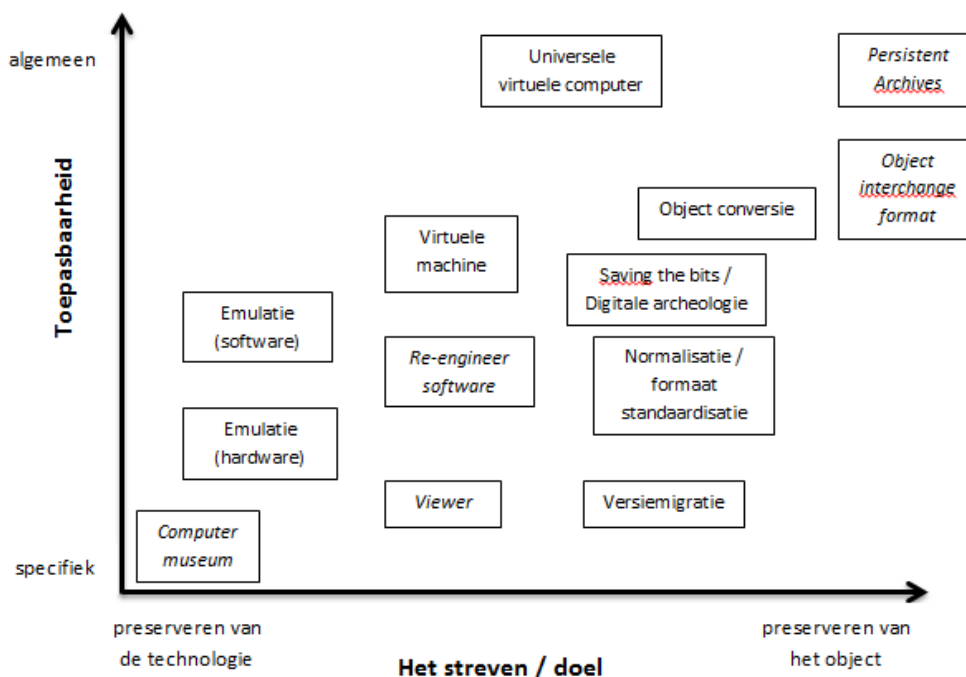 algemeen
Universele
virtuele computer
Persistent
Archives
Object
interchange
format
Object conversie
Virtuele
machine
Saving the bits /
Digitale archeologie
Toepasbaarheid
Emulatie
(software)
Re-engineer
software
Normalisatie /
formaat
standaardisatie
Emulatie
(hardware)
Viewer
Versiemigratie
Computer
museum
specifiek
preserveren van
de technologie
Het streven / doel
preserveren van
het object